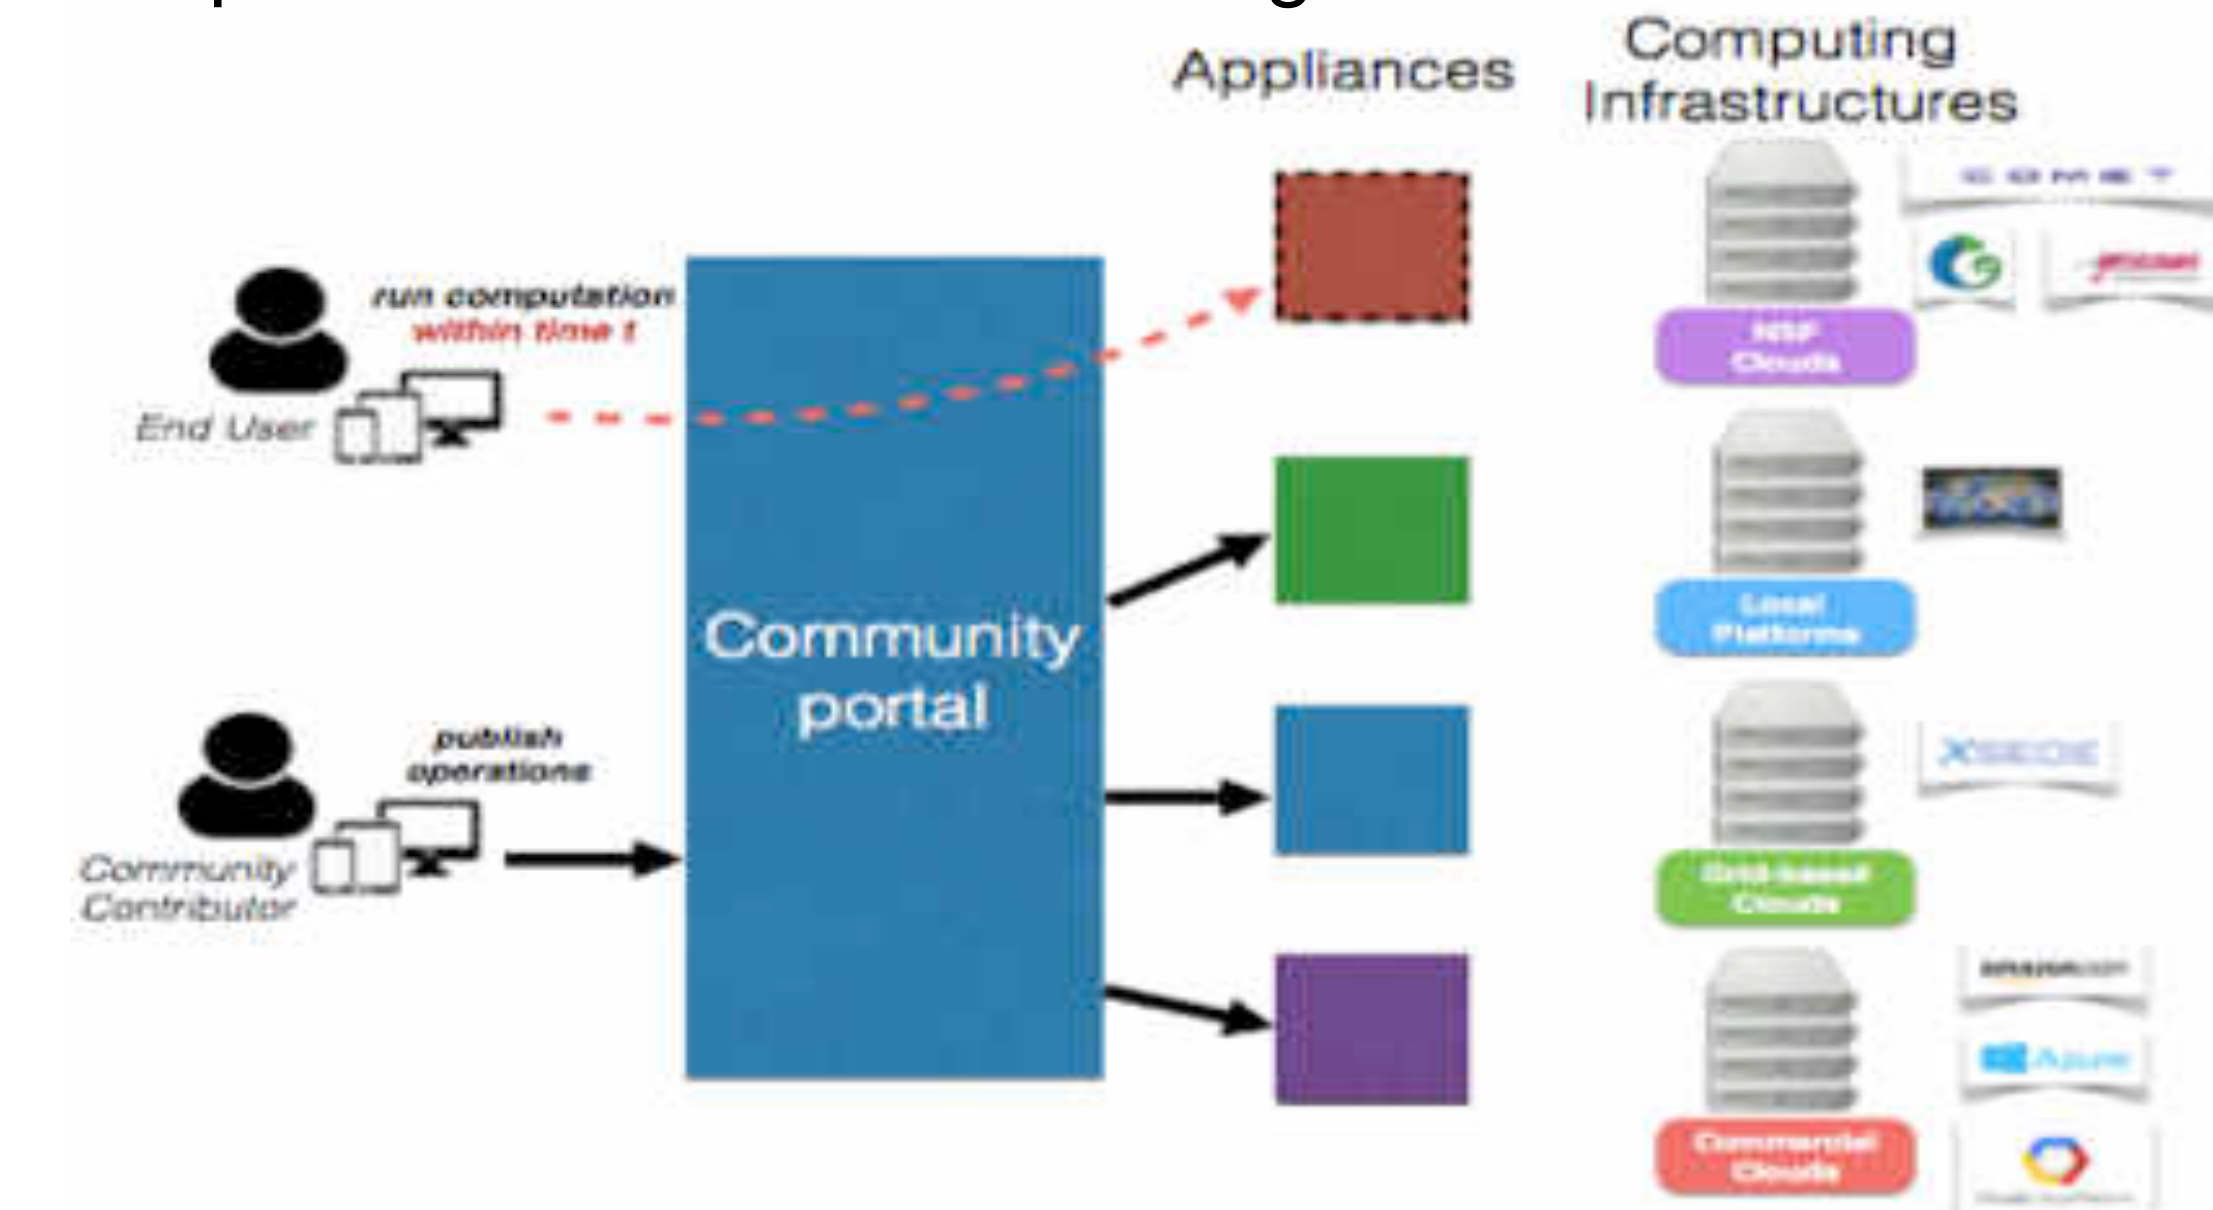 Appliances
Computing
Infrastructures
COMET
run computation
within time t
End User
NSF
Clouds
Local
Platforms
Community
portal
XSEDE
publish
operations
Community
Contributor
Grid-based
Clouds
amazon.com
Azure
Commercial
Clouds